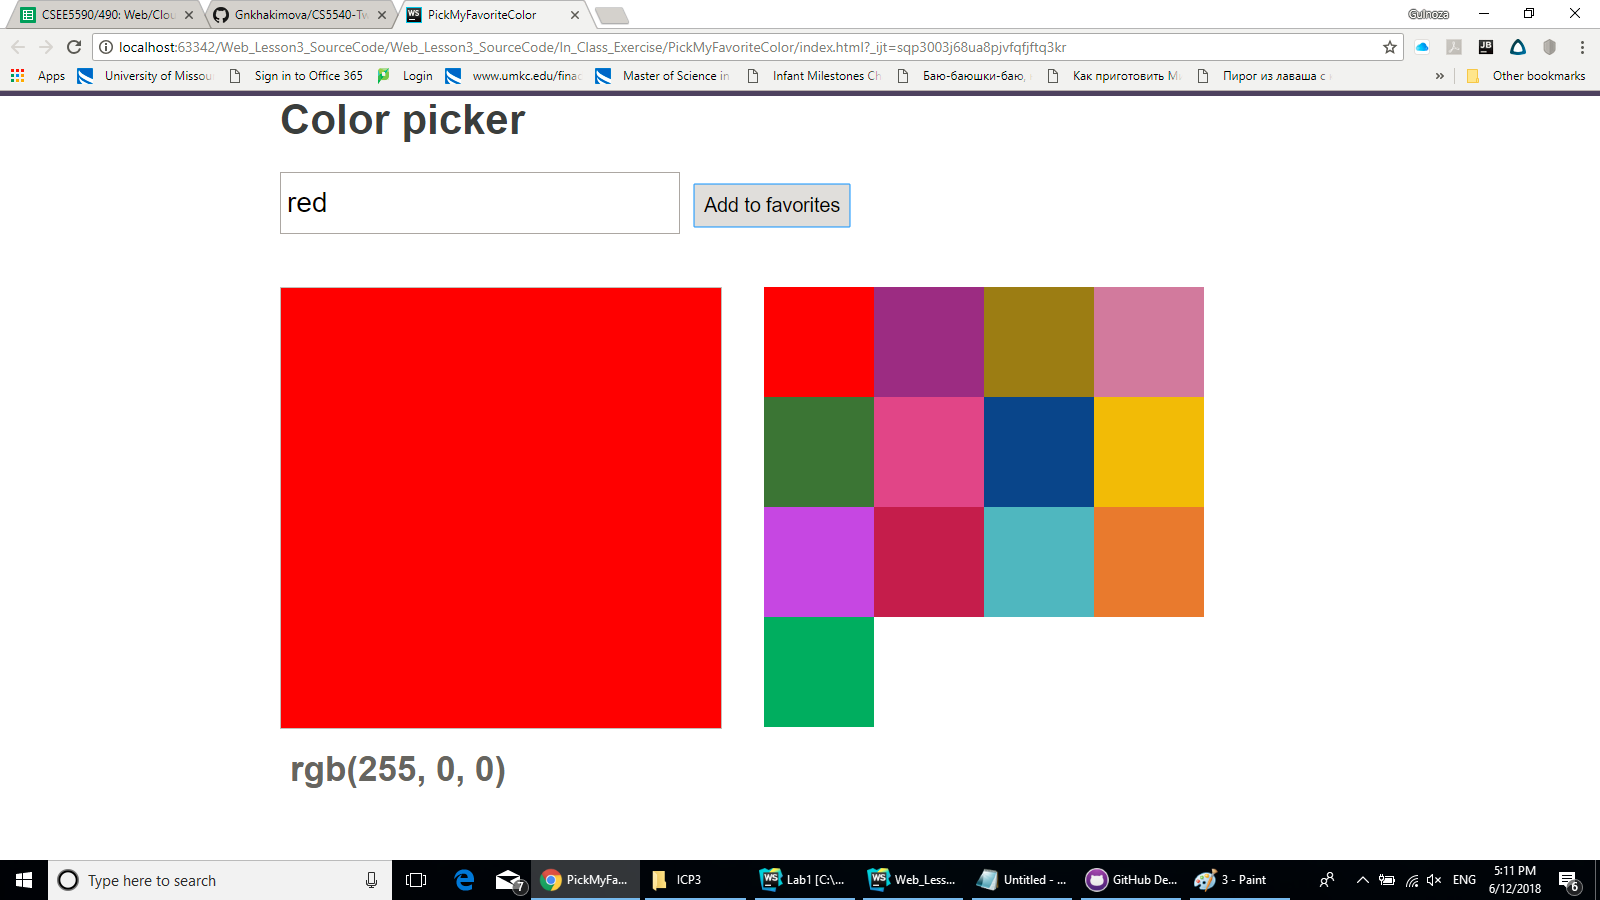 CSEE5590/490: Web/Clou
Gnkhakimova/CS5540-Tw
PickMyFavoriteColor
Gulnoza
localhost:63342/Web_Lesson3_SourceCode/Web_Lesson3_SourceCode/In_Class_Exercise/PickMyFavoriteColor/index.html?_ijt=sqp3003j68ua8pjvfqfjftq3kr
Apps
University of Missou
Sign in to Office 365
Login
www.umkc.edu/finac
Master of Science in
Infant Milestones Ch
Баю-баюшки-баю,
Как приготовить М
Пирог из лаваша с
» Other bookmarks
Color picker
red
Add to favorites
rgb(255, 0, 0)
Type here to search
7
PickMyFa...
ICP3
WS Lab1 [C:\...
WS Web_Less...
Untitled - ...
GitHub De...
3 - Paint
ENG
5:11 PM
6/12/2018
6